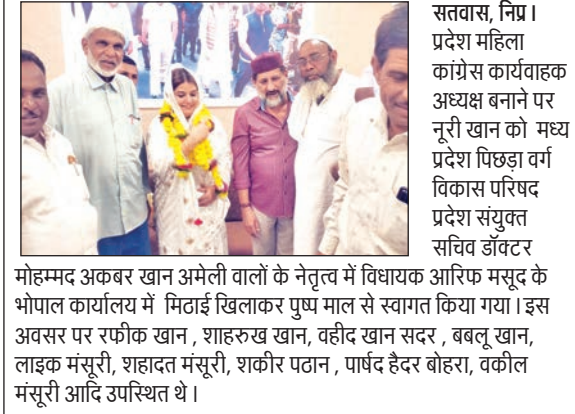 सतवास, निप्र।
प्रदेश महिला
कांग्रेस कार्यवाहक
अध्यक्ष बनाने पर
नूरी खान को मध्य
प्रदेश पिछड़ा वर्ग
विकास परिषद
प्रदेश संयुक्त
सचिव डॉक्टर
मोहम्मद अकबर खान अमेली वालों के नेतृत्व में विधायक आरिफ मसूद के
भोपाल कार्यालय में मिठाई खिलाकर पुष्प माल से स्वागत किया गया।इस
अवसर पर रफीक खान , शाहरुख खान, वहीद खान सदर , बबलू खान,
लाइक मंसूरी, शहादत मंसूरी, शकीर पठान , पार्षद हैदर बोहरा, वकील
मंसूरी आदि उपस्थित थे।